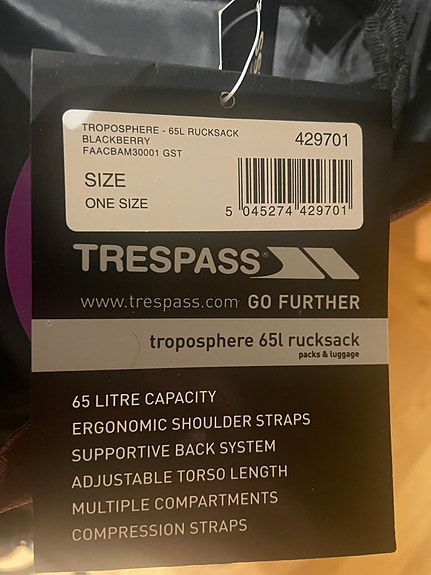 TROPOSPHERE - 65L RUCKSACK
BLACKBERRY
FAACBAM30001 GST
429701
SIZE
ONE SIZE
5 045274 429701
TRESPASS®
www.trespass.com GO FURTHER
troposphere 65l rucksack
packs & luggage
65 LITRE CAPACITY
ERGONOMIC SHOULDER STRAPS
SUPPORTIVE BACK SYSTEM
ADJUSTABLE TORSO LENGTH
MULTIPLE COMPARTMENTS
COMPRESSION STRAPS